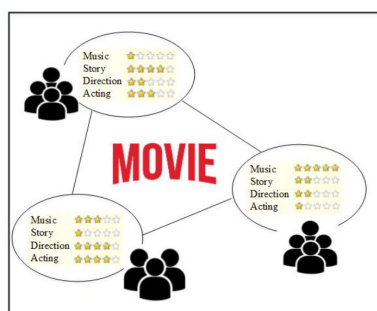 Music
Story
Direction
Acting
MOVIE
Music
Story
Direction
Acting
Music
Story
Direction
Acting